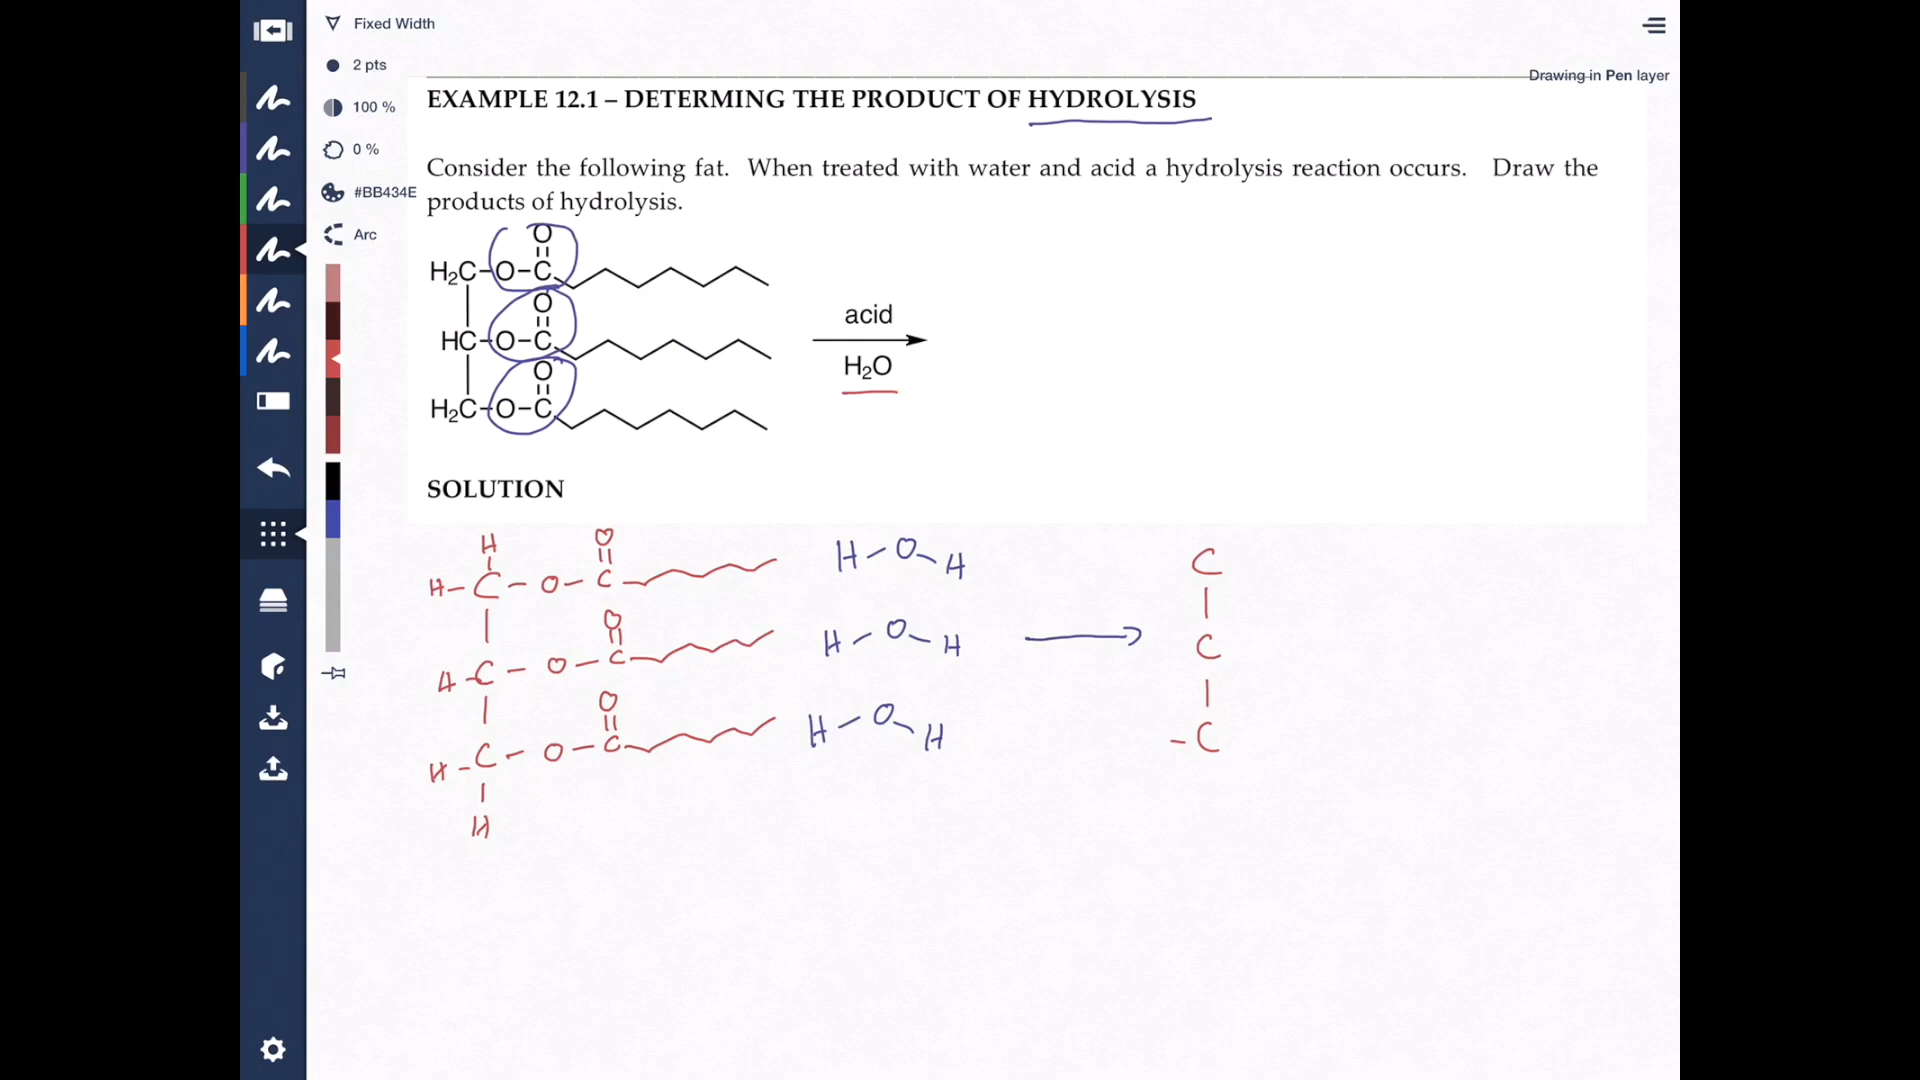 Fixed Width
2 pts
100 %
0 %
#BB434E
Arc
Drawing in Pen layer
EXAMPLE 12.1 – DETERMING THE PRODUCT OF HYDROLYSIS
Consider the following fat. When treated with water and acid a hydrolysis reaction occurs. Draw the
products of hydrolysis.
O
H₂C-O-C
O
HC-O-C
O
H₂C-O-C
acid
H₂O
SOLUTION
H
O
H-C-O-C
O
H-C-O-C
O
H-C-O-C
H
H-O-H
H-O-H
H-O-H
C
C
-C